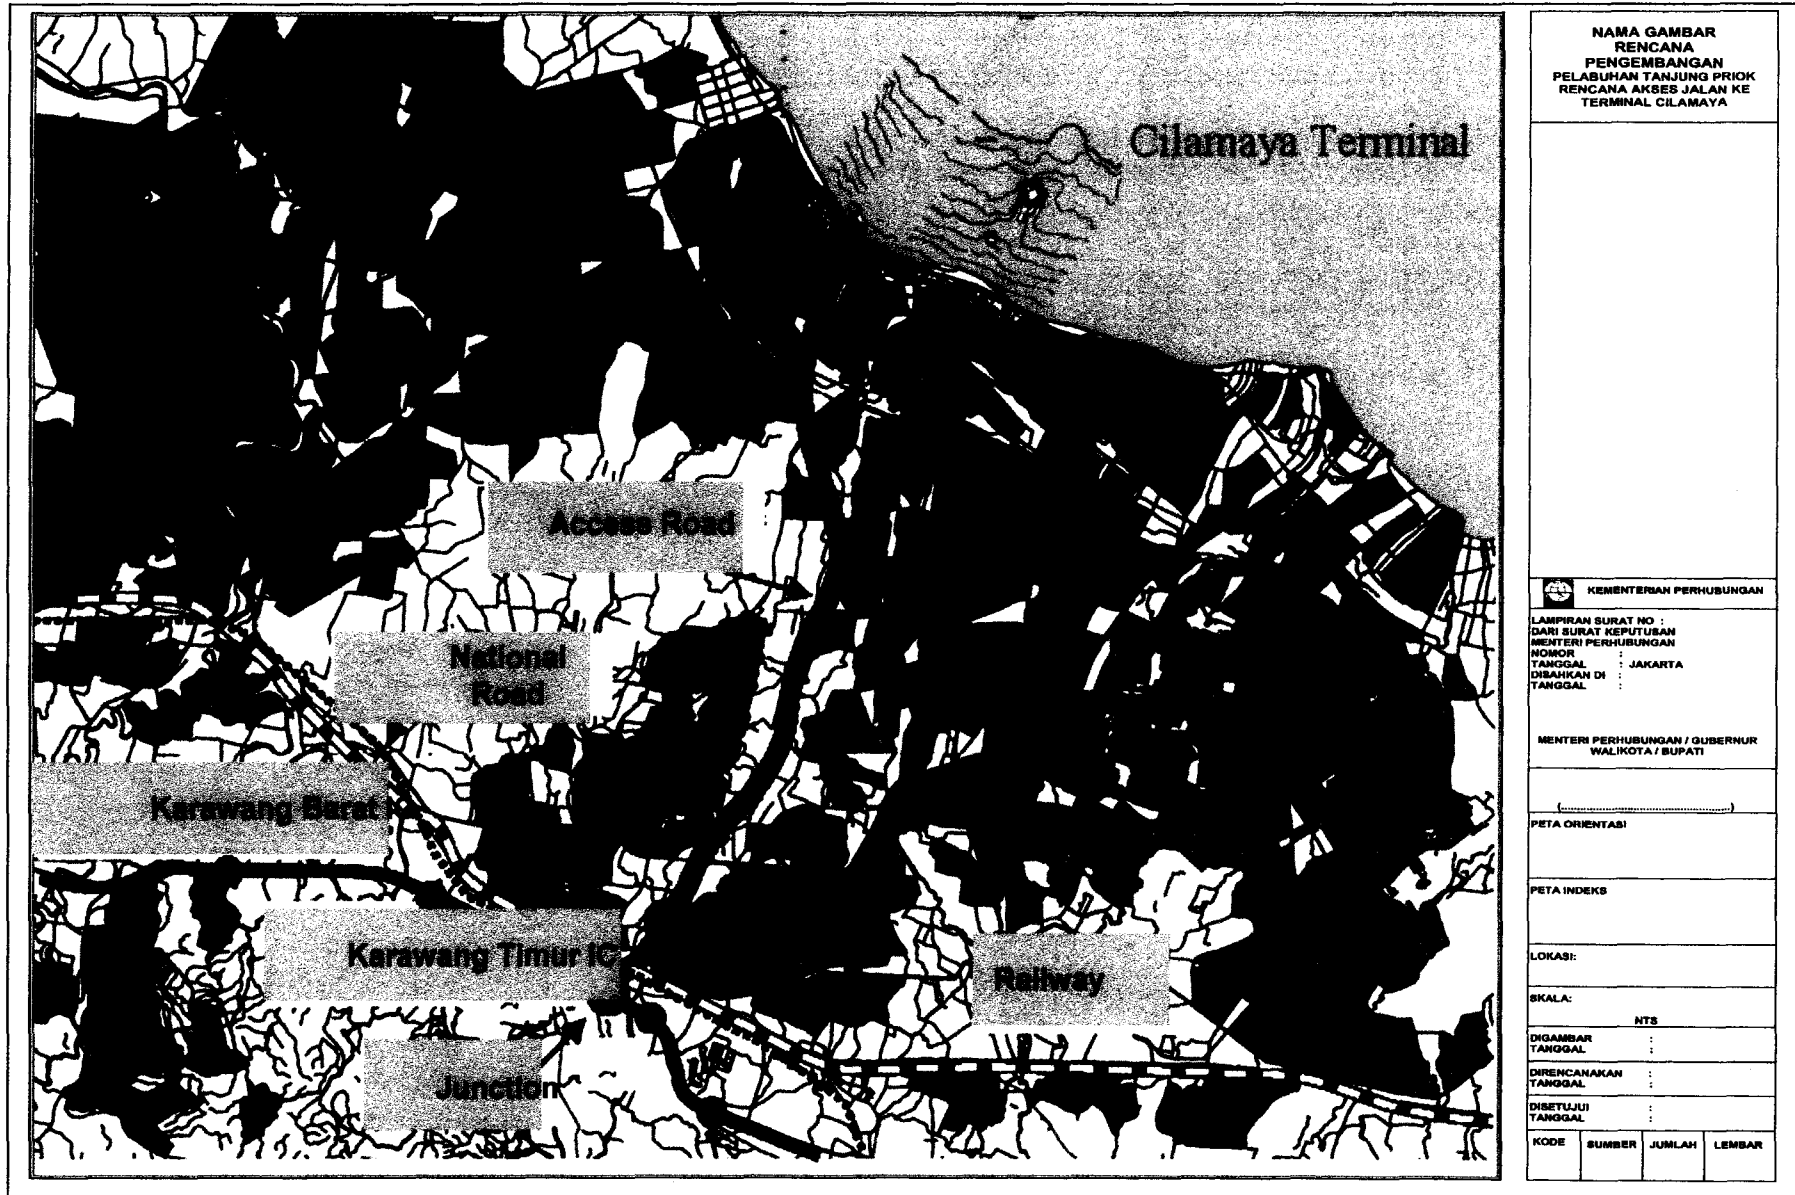 Cilamaya Terminal
Access Road
National
Road
Karawang Barat I
Karawang Timur IC
Railway
Junction
NAMA GAMBAR
RENCANA
PENGEMBANGAN
PELABUHAN TANJUNG PRIOK
RENCANA AKSES JALAN KE
TERMINAL CILAMAYA
KEMENTERIAN PERHUBUNGAN
LAMPIRAN SURAT NO :
DARI SURAT KEPUTUSAN
MENTERI PERHUBUNGAN
NOMOR :
TANGGAL : JAKARTA
DISAHKAN DI :
TANGGAL :
MENTERI PERHUBUNGAN / GUBERNUR
WALIKOTA / BUPATI
(..........................................)
PETA ORIENTASI
PETA INDEKS
LOKASI:
SKALA:
NTS
DIGAMBAR :
TANGGAL :
DIRENCANAKAN :
TANGGAL :
DISETUJUI :
TANGGAL :
KODE SUMBER JUMLAH LEMBAR